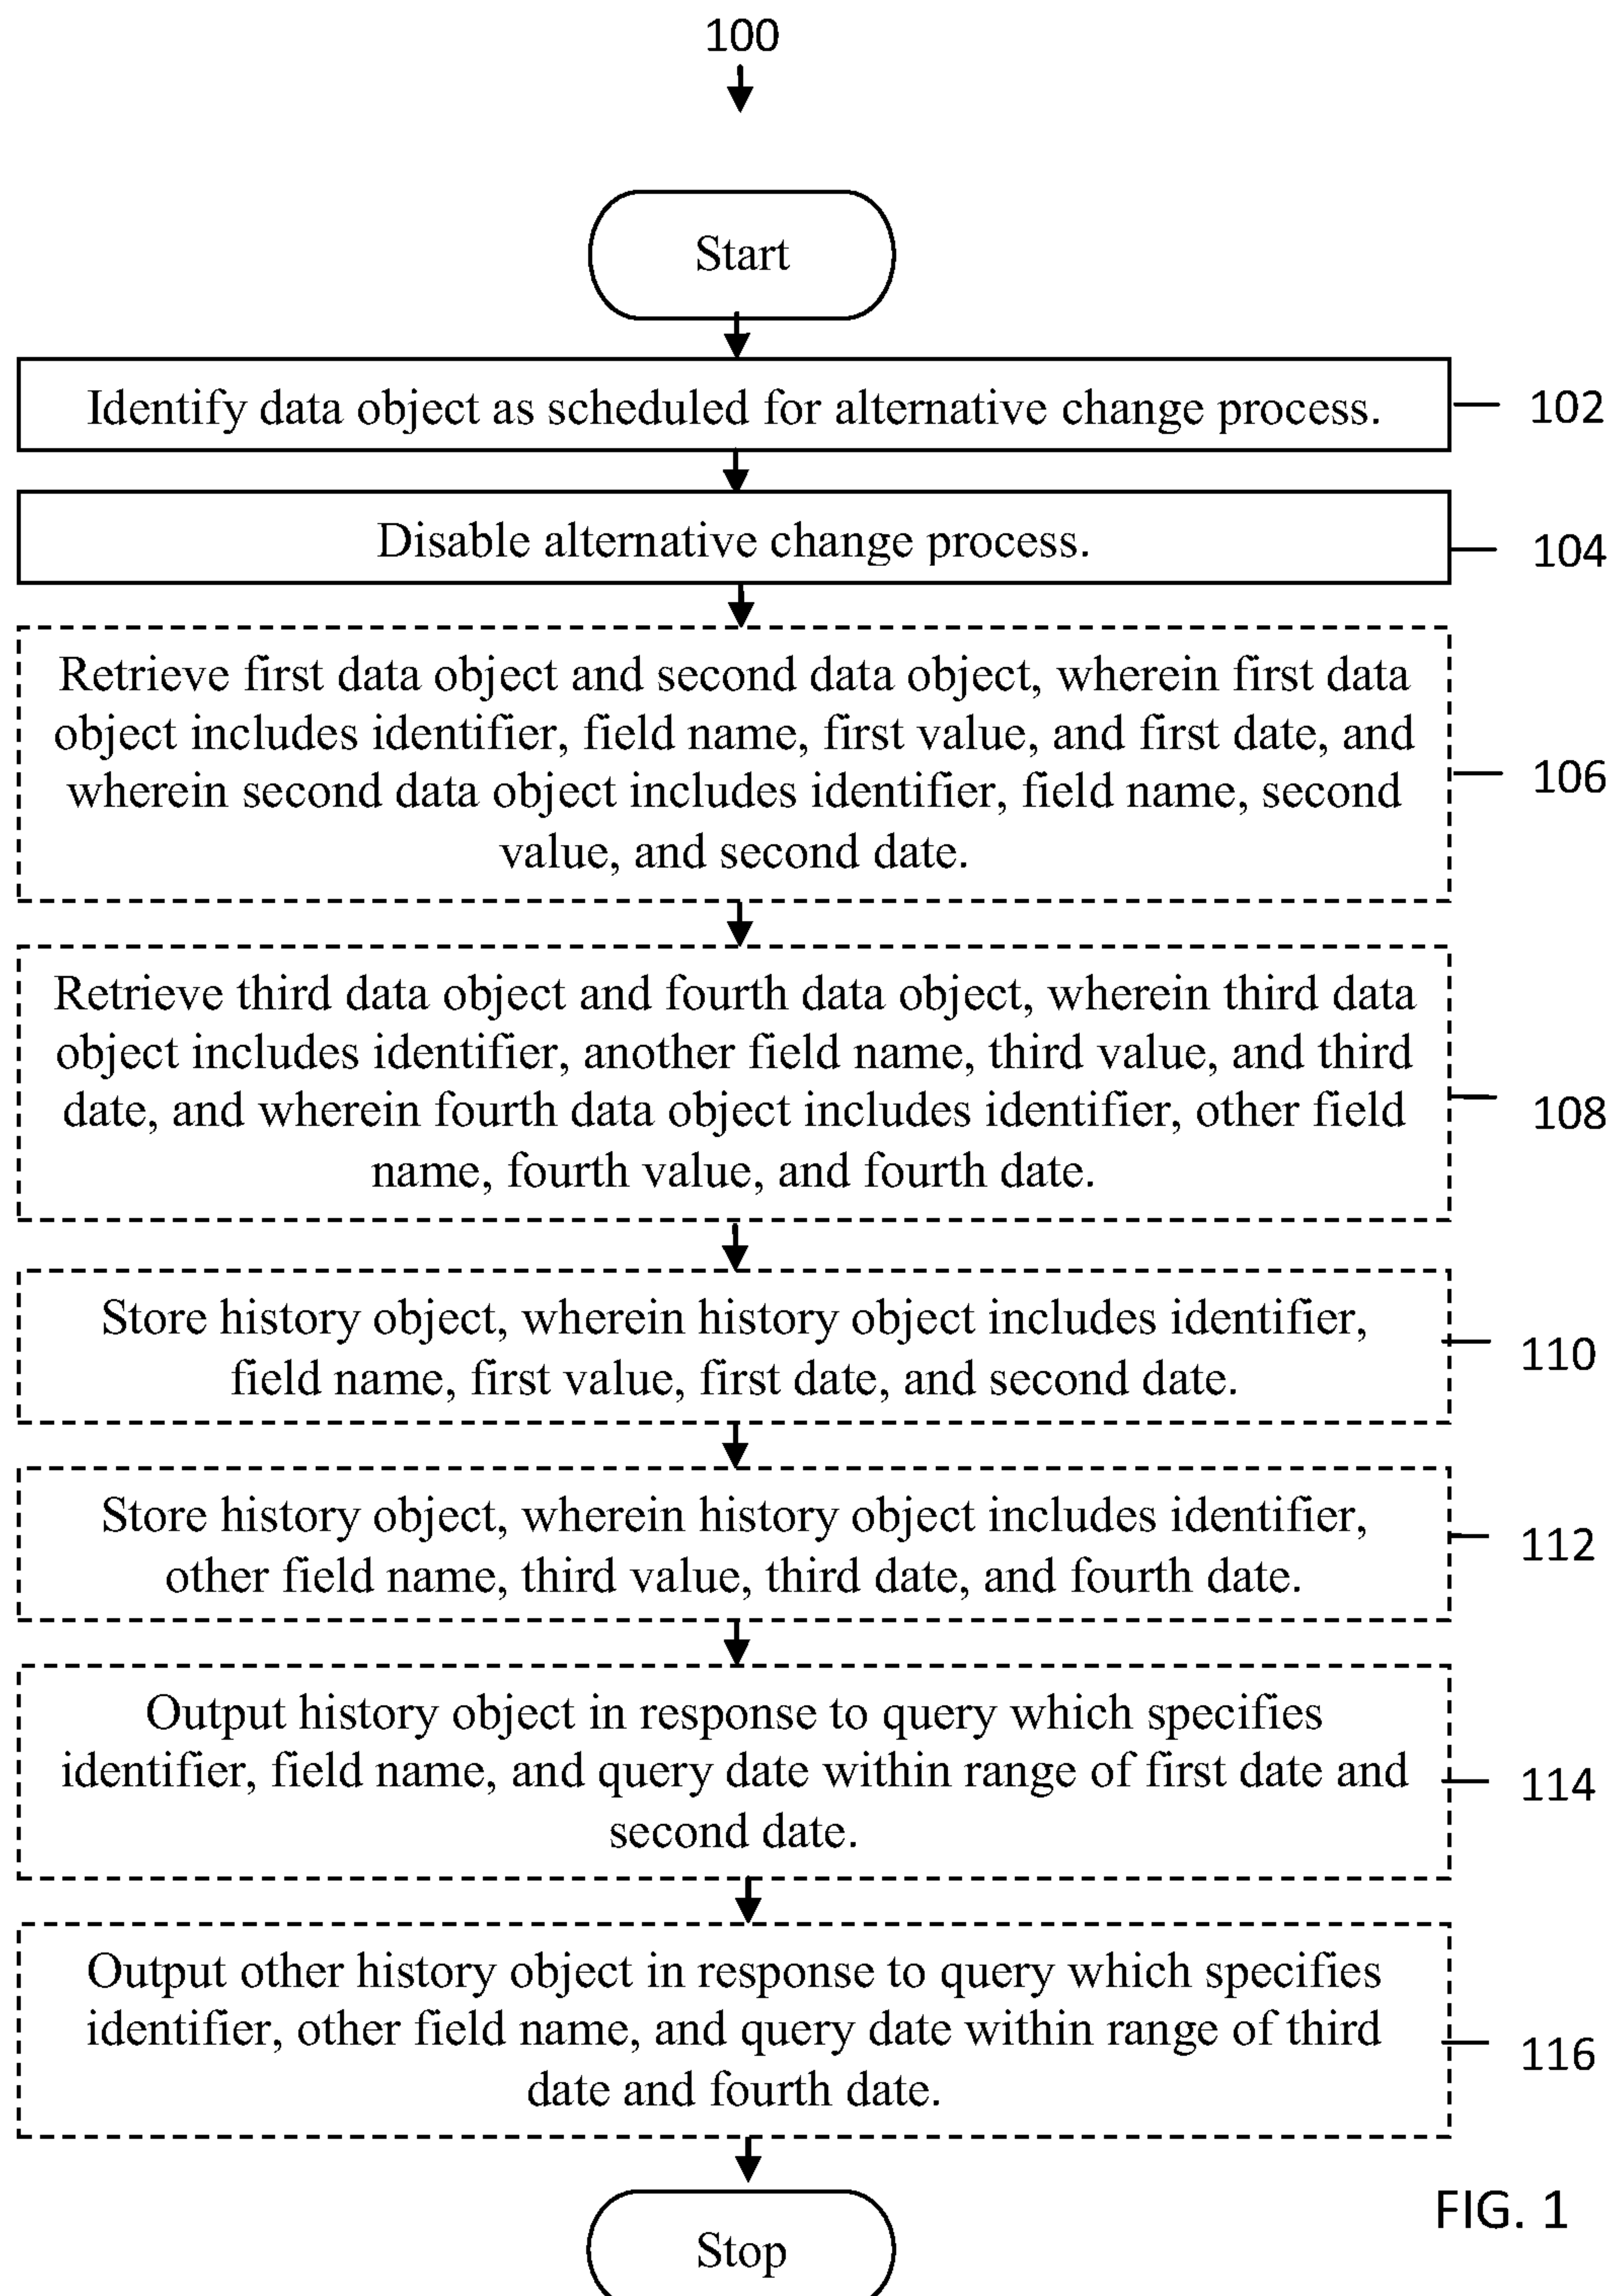 100
Start
Identify data object as scheduled for alternative change process.
102
Disable alternative change process.
104
Retrieve first data object and second data object, wherein first data
object includes identifier, field name, first value, and first date, and
wherein second data object includes identifier, field name, second
value, and second date.
106
Retrieve third data object and fourth data object, wherein third data
object includes identifier, another field name, third value, and third
date, and wherein fourth data object includes identifier, other field
name, fourth value, and fourth date.
108
Store history object, wherein history object includes identifier,
field name, first value, first date, and second date.
110
Store history object, wherein history object includes identifier,
other field name, third value, third date, and fourth date.
112
Output history object in response to query which specifies
identifier, field name, and query date within range of first date and
second date.
114
Output other history object in response to query which specifies
identifier, other field name, and query date within range of third
date and fourth date.
116
Stop
FIG. 1